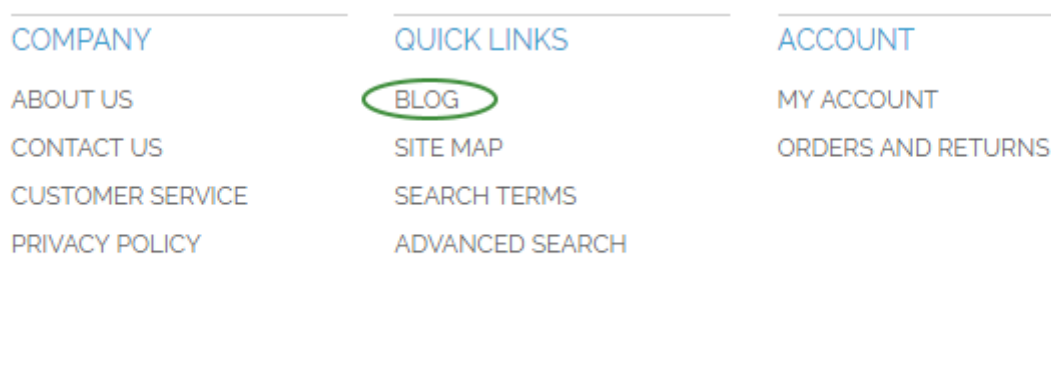 COMPANY
ABOUT US
CONTACT US
CUSTOMER SERVICE
PRIVACY POLICY
QUICK LINKS
BLOG
SITE MAP
SEARCH TERMS
ADVANCED SEARCH
ACCOUNT
MY ACCOUNT
ORDERS AND RETURNS